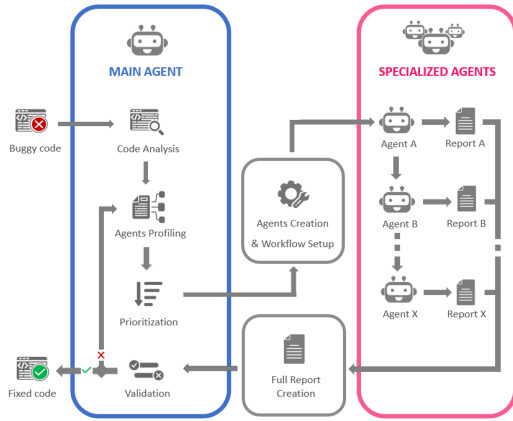 MAIN AGENT
SPECIALIZED AGENTS
Buggy code
Code Analysis
Agents Profiling
Prioritization
Validation
Fixed code
Agents Creation
& Workflow Setup
Full Report
Creation
Agent A
Report A
Agent B
Report B
Agent X
Report X